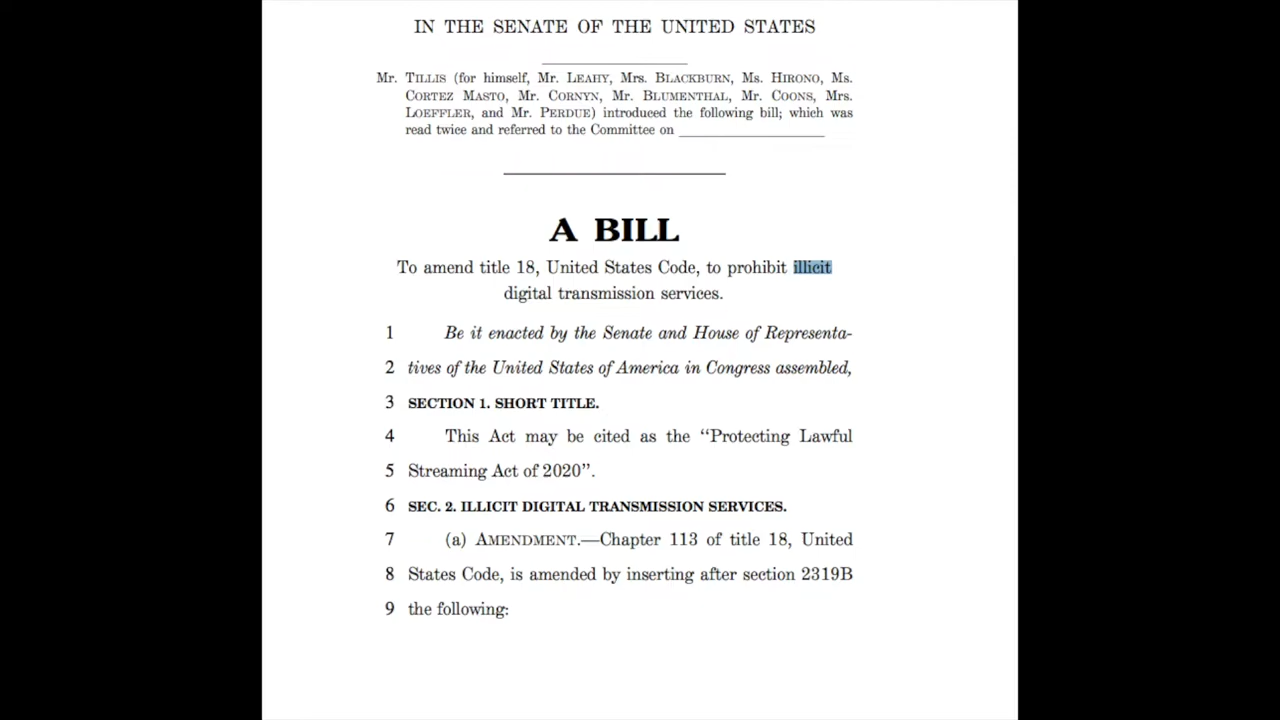 IN THE SENATE OF THE UNITED STATES
Mr. TILLIS (for himself, Mr. LEAHY, Mrs. BLACKBURN, Ms. HIRONO, Ms.
CORTEZ MASTO, Mr. CORNYN, Mr. BLUMENTHAL, Mr. COONS, Mrs.
LOEFFLER, and Mr. PERDUE) introduced the following bill; which was
read twice and referred to the Committee on
A BILL
To amend title 18, United States Code, to prohibit illicit
digital transmission services.
1 Be it enacted by the Senate and House of Representa-
2 tives of the United States of America in Congress assembled,
3 SECTION 1. SHORT TITLE.
4 This Act may be cited as the ‘‘Protecting Lawful
5 Streaming Act of 2020’’.
6 SEC. 2. ILLICIT DIGITAL TRANSMISSION SERVICES.
7 (a) AMENDMENT.—Chapter 113 of title 18, United
8 States Code, is amended by inserting after section 2319B
9 the following: